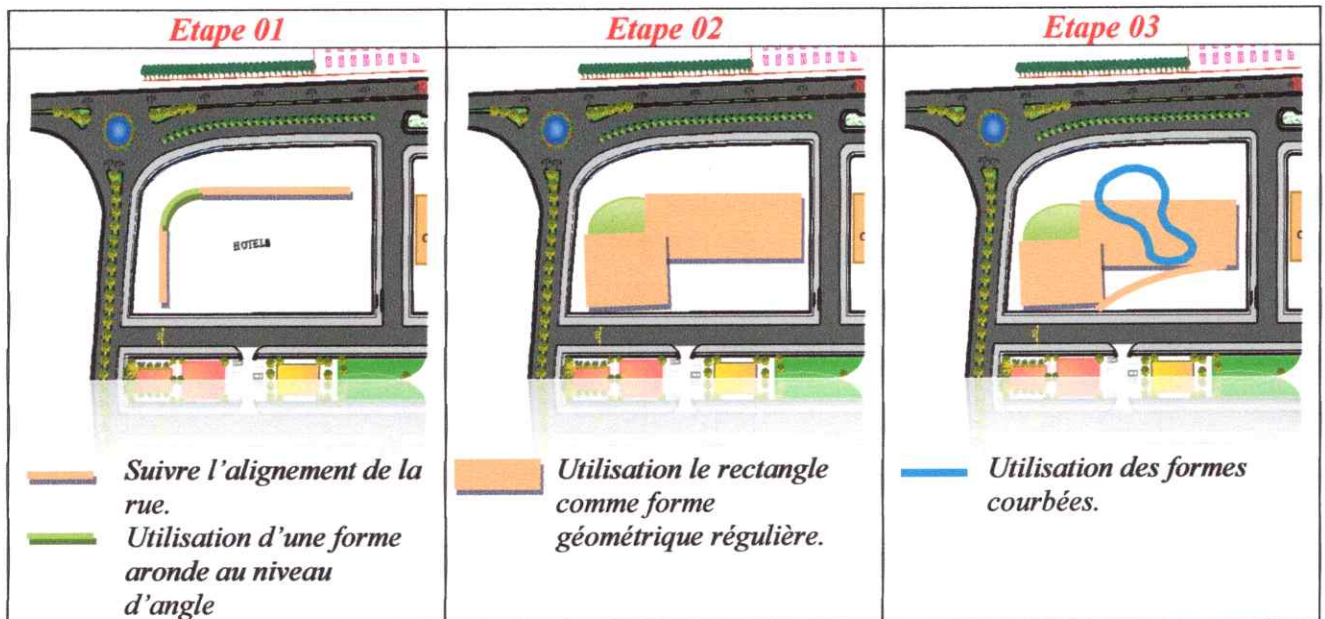 Etape 01
Etape 02
Etape 03
HOTELS
Suivre l'alignement de la
rue.
Utilisation d'une forme
aronde au niveau
d'angle
Utilisation le rectangle
comme forme
géométrique régulière.
Utilisation des formes
courbées.